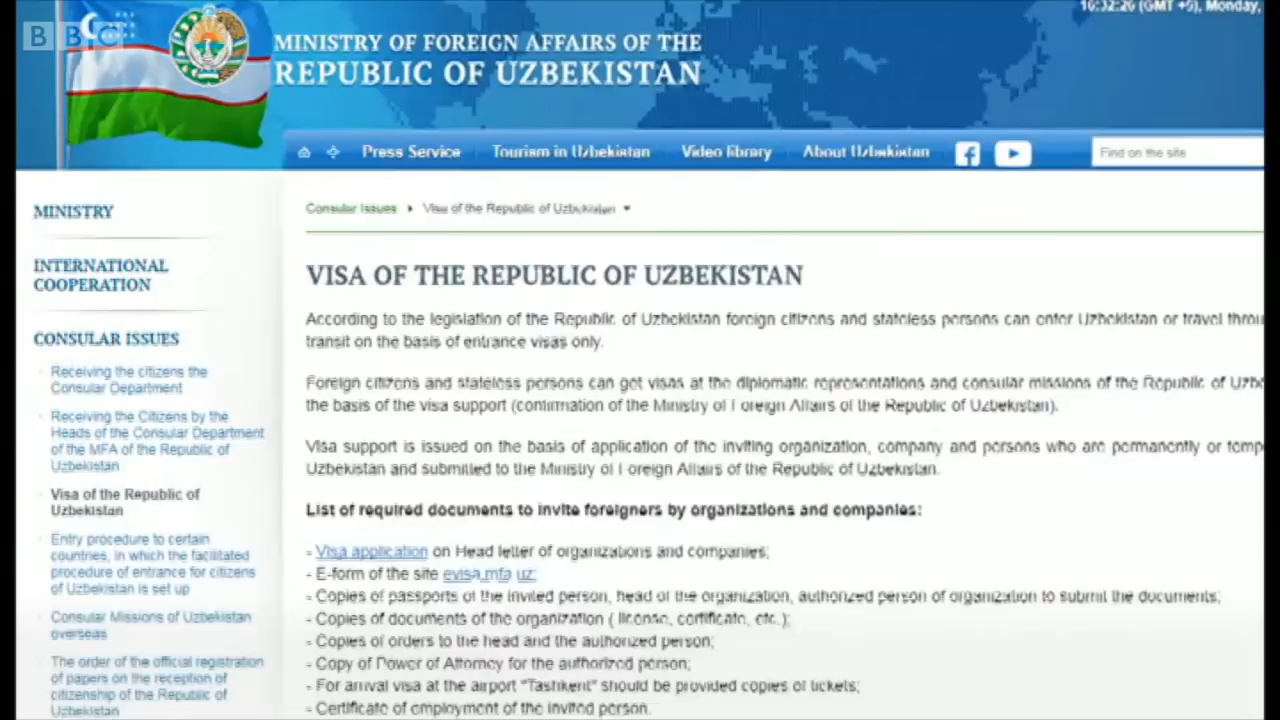 BBC
16:32:26 (GMT +5), Monday,
MINISTRY OF FOREIGN AFFAIRS OF THE
REPUBLIC OF UZBEKISTAN
Press Service Tourism in Uzbekistan Video library About Uzbekistan
Find on the site
MINISTRY
INTERNATIONAL
COOPERATION
CONSULAR ISSUES
Receiving the citizens the
Consular Department
Receiving the Citizens by the
Heads of the Consular Department
of the MFA of the Republic of
Uzbekistan
Visa of the Republic of
Uzbekistan
Entry procedure to certain
countries, in which the facilitated
procedure of entrance for citizens
of Uzbekistan is set up
Consular Missions of Uzbekistan
overseas
The order of the official registration
of papers on the reception of
citizenship of the Republic of
Uzbekistan
Consular Issues Visa of the Republic of Uzbekistan
VISA OF THE REPUBLIC OF UZBEKISTAN
According to the legislation of the Republic of Uzbekistan foreign citizens and stateless persons can enter Uzbekistan or travel throu
transit on the basis of entrance visas only.
Foreign citizens and stateless persons can get visas at the diplomatic representations and consular missions of the Republic of Uzbe
the basis of the visa support (confirmation of the Ministry of Foreign Affairs of the Republic of Uzbekistan).
Visa support is issued on the basis of application of the inviting organization, company and persons who are permanently or temp
Uzbekistan and submitted to the Ministry of Foreign Affairs of the Republic of Uzbekistan.
List of required documents to invite foreigners by organizations and companies:
- Visa application on Head letter of organizations and companies;
- E-form of the site evisa.mfa.uz;
- Copies of passports of the invited person, head of the organization, authorized person of organization to submit the documents;
- Copies of documents of the organization ( license, certificate, etc.);
- Copies of orders to the head and the authorized person;
- Copy of Power of Attorney for the authorized person;
- For arrival visa at the airport "Tashkent" should be provided copies of tickets;
- Certificate of employment of the invited person.